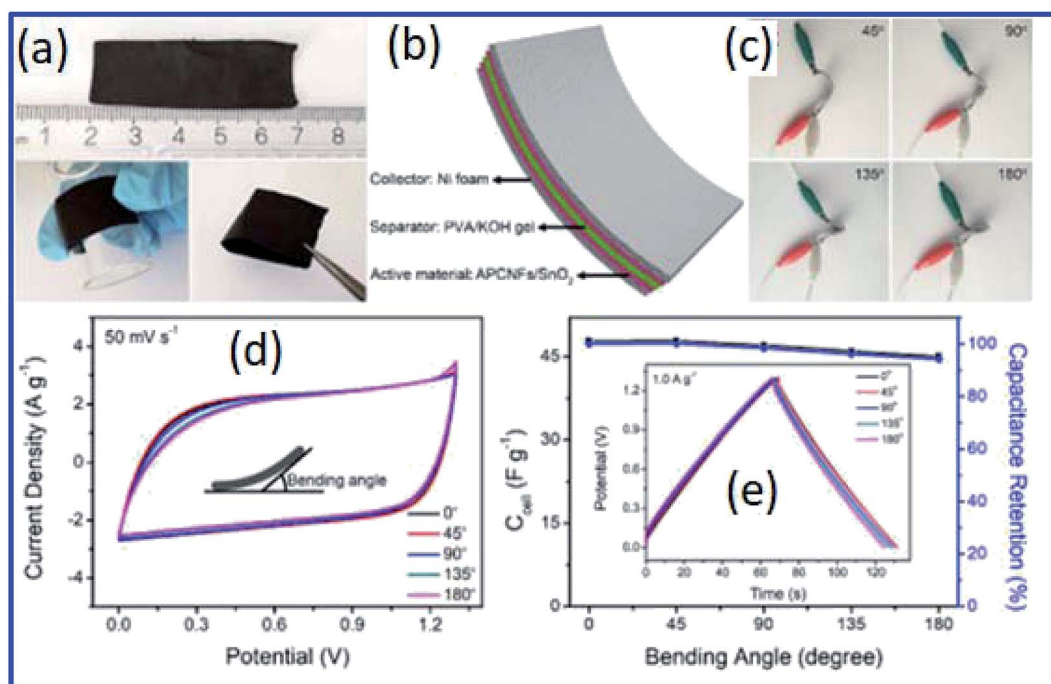 (a)
1 2 3 4 5 6 7 8
(b)
Collector: Ni foam
Separator: PVA/KOH gel
Active material: APCNFs/SnO₂
(c)
45°
90°
135°
180°
50 mV s⁻¹
(d)
Current Density (A g⁻¹)
4
2
0
-2
-4
Bending angle
0°
45°
90°
135°
180°
0.0 0.3 0.6 0.9 1.2
Potential (V)
C_cell (F g⁻¹)
45
30
15
0
1.0 A g⁻¹
(e)
Potential (V)
1.2
0.9
0.6
0.3
0.0
0°
45°
90°
135°
180°
0 20 40 60 80 100 120
Time (s)
100
80
60
40
20
0
Capacitance Retention (%)
0 45 90 135 180
Bending Angle (degree)